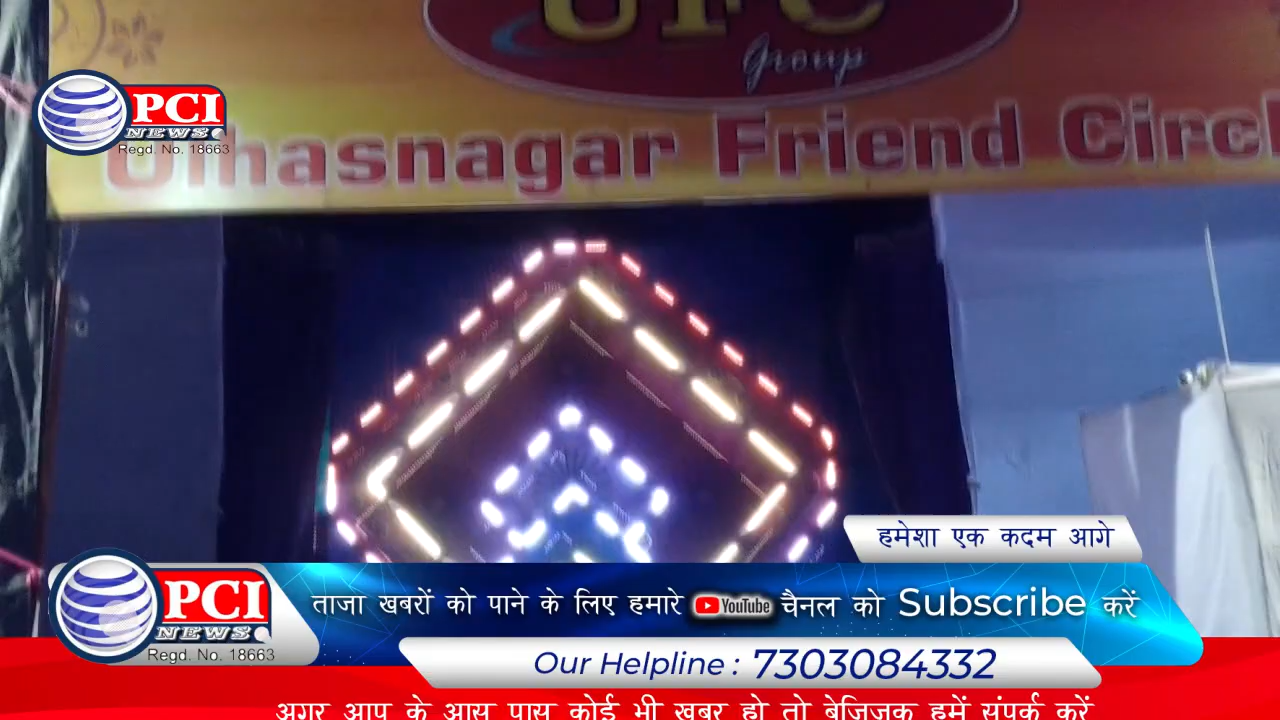 UFC
Group
PCI
NEWS.
Regd. No. 18663
Ulhasnagar Friend Circl
हमेशा एक कदम आगे
PCI
NEWS.
Regd. No. 18663
ताजा खबरों को पाने के लिए हमारे YouTube चैनल को Subscribe करें
Our Helpline : 7303084332
अगर आप के आस पास कोई भी खबर हो तो बेझिजक हमें संपर्क करें